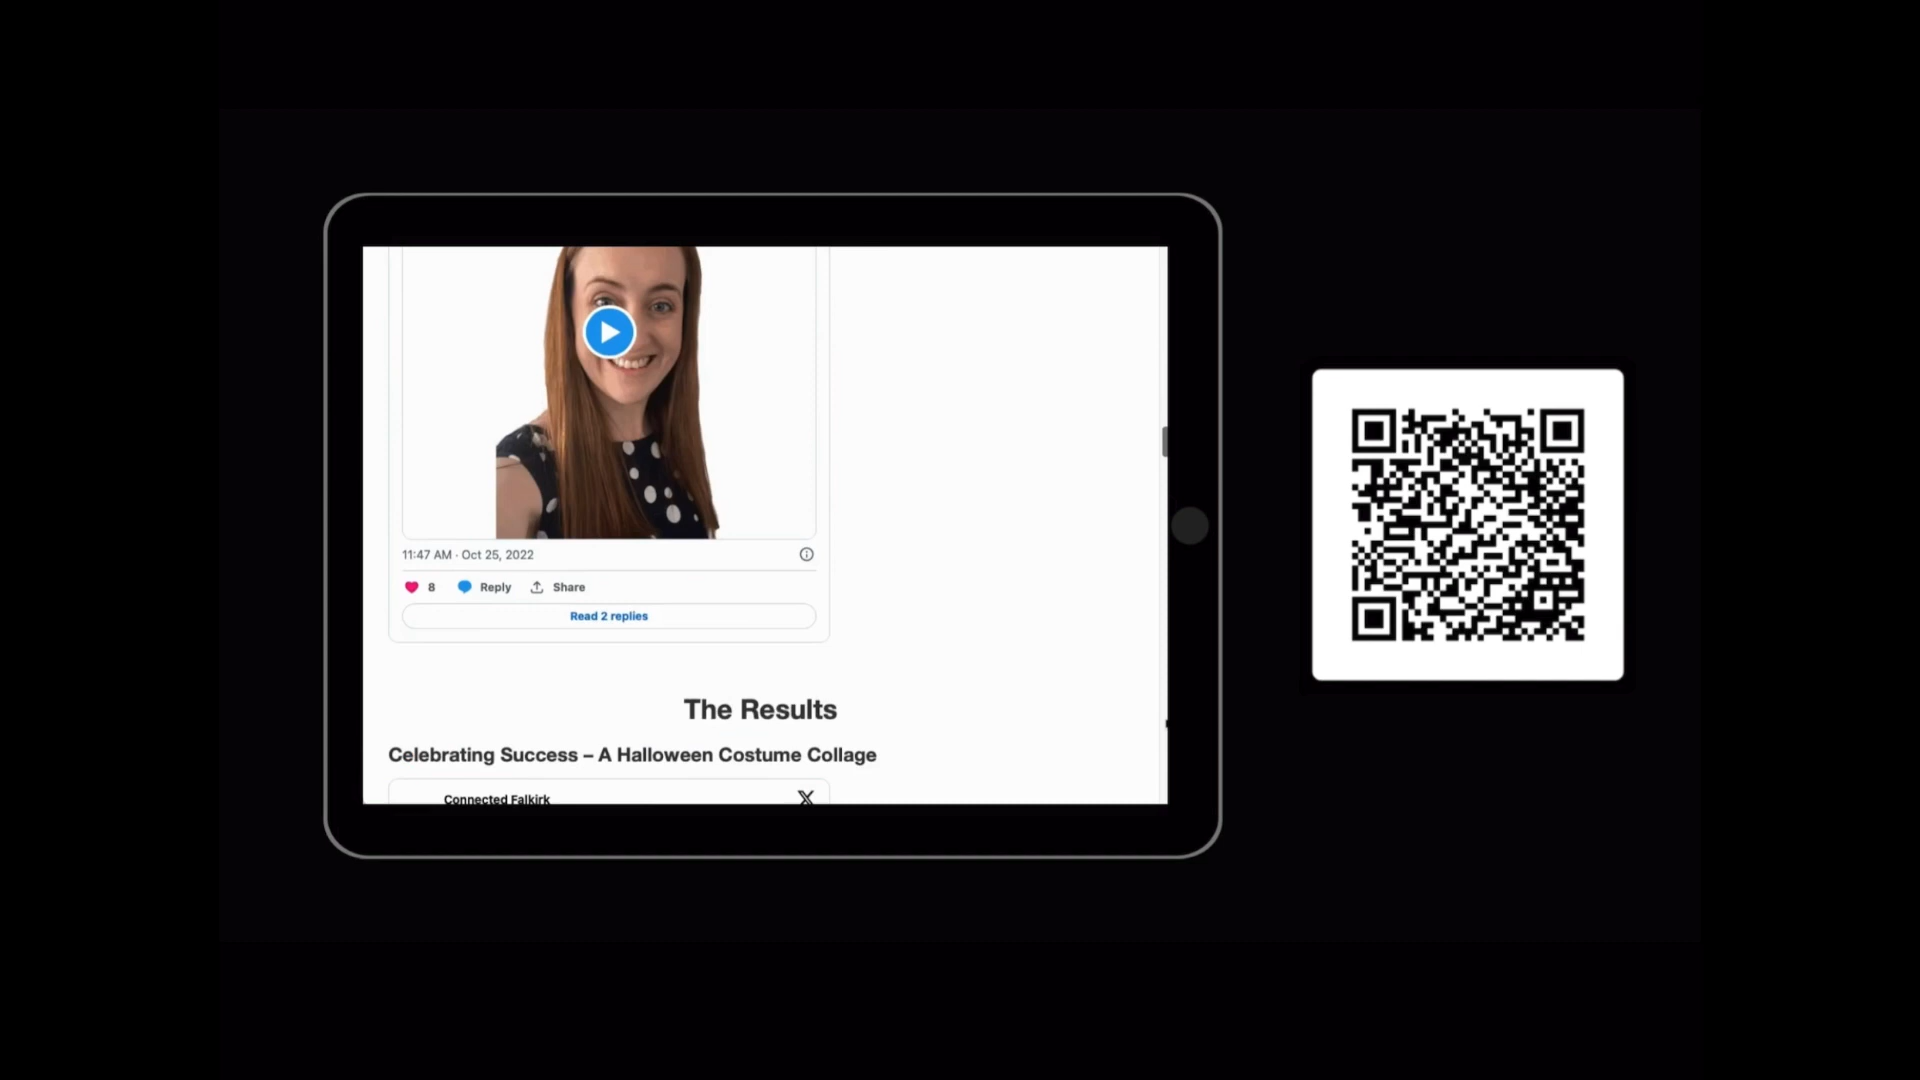 11:47 AM · Oct 25, 2022
8 Reply Share
Read 2 replies
The Results
Celebrating Success – A Halloween Costume Collage
Connected Falkirk